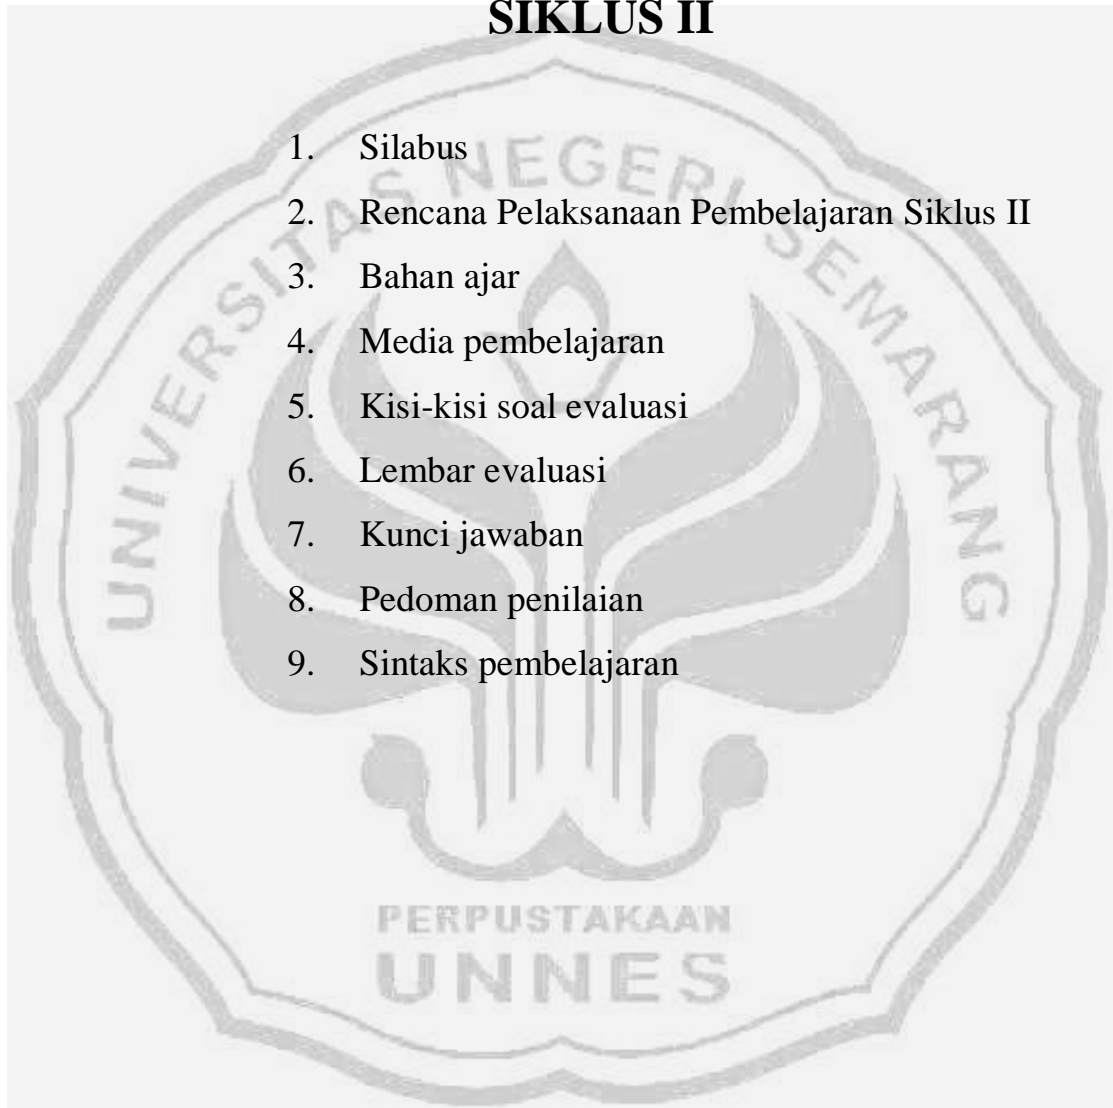 SIKLUS II
1. Silabus
2. Rencana Pelaksanaan Pembelajaran Siklus II
3. Bahan ajar
4. Media pembelajaran
5. Kisi-kisi soal evaluasi
6. Lembar evaluasi
7. Kunci jawaban
8. Pedoman penilaian
9. Sintaks pembelajaran
UNIVERSITAS NEGERI SEMARANG
PERPUSTAKAAN
UNNES